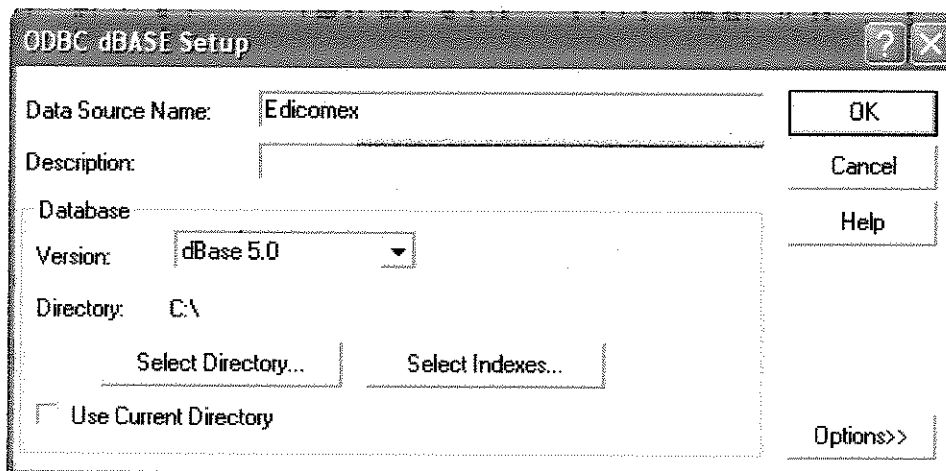 ODBC dBASE Setup
Data Source Name: Edicomex
OK
Description:
Cancel
Database
Help
Version: dBase 5.0
Directory: C:\
Select Directory... Select Indexes...
Use Current Directory
Options>>